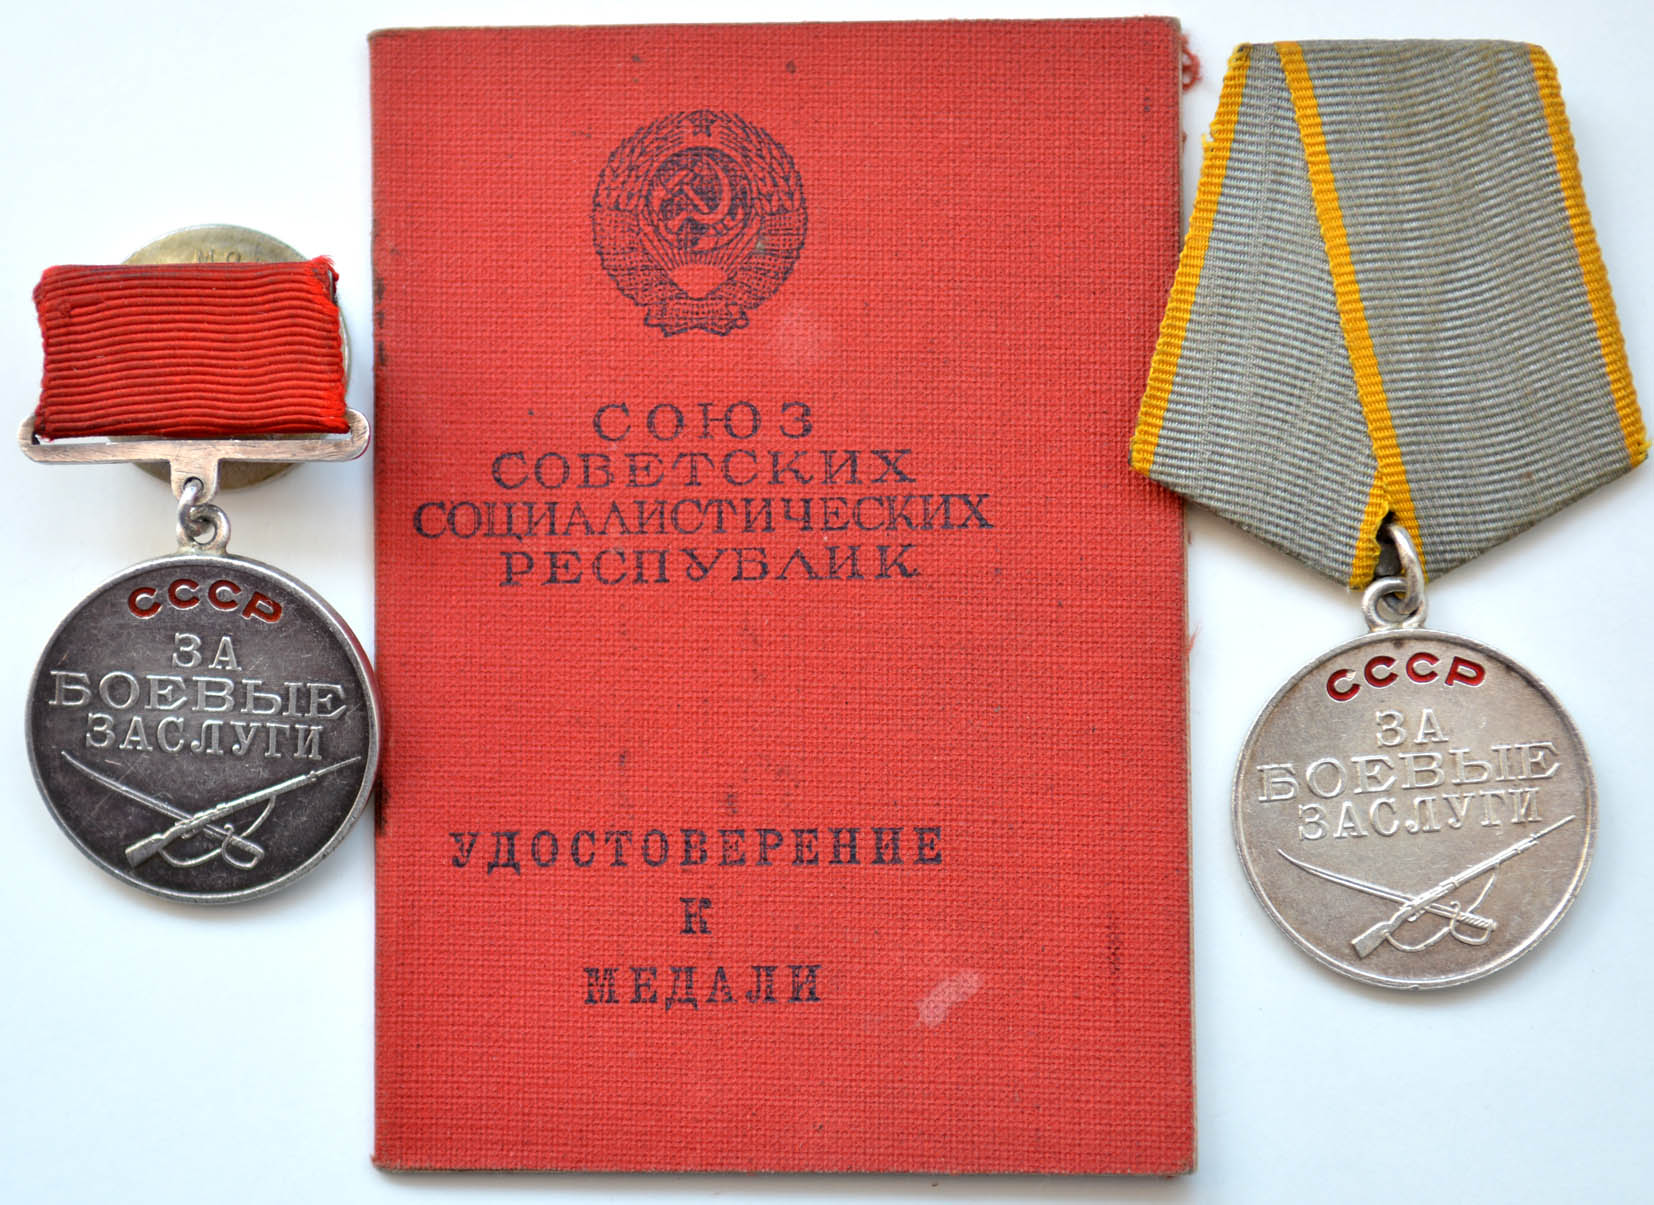 СССР
ЗА
БОЕВЫЕ
ЗАСЛУГИ
СОЮЗ
СОВЕТСКИХ
СОЦИАЛИСТИЧЕСКИХ
РЕСПУБЛИК
УДОСТОВЕРЕНИЕ
К
МЕДАЛИ
СССР
ЗА
БОЕВЫЕ
ЗАСЛУГИ